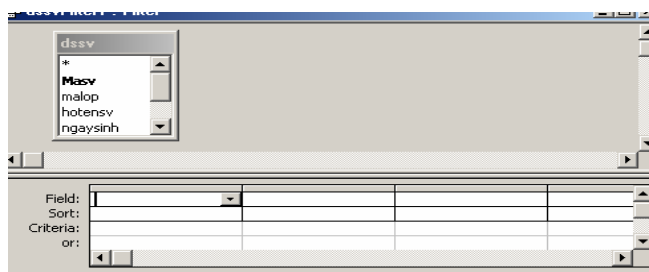 dssvFilter1 : Filter
dssv
*
Masv
malop
hotensv
ngaysinh
Field:
Sort:
Criteria:
or: